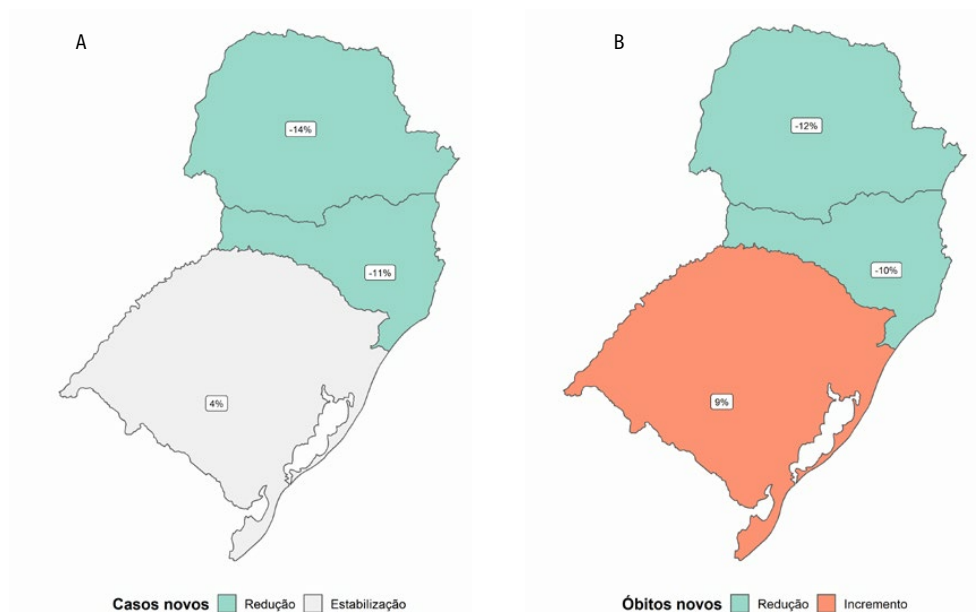 A
-14%
-11%
4%
Casos novos Redução Estabilização
B
-12%
-10%
9%
Óbitos novos Redução Incremento